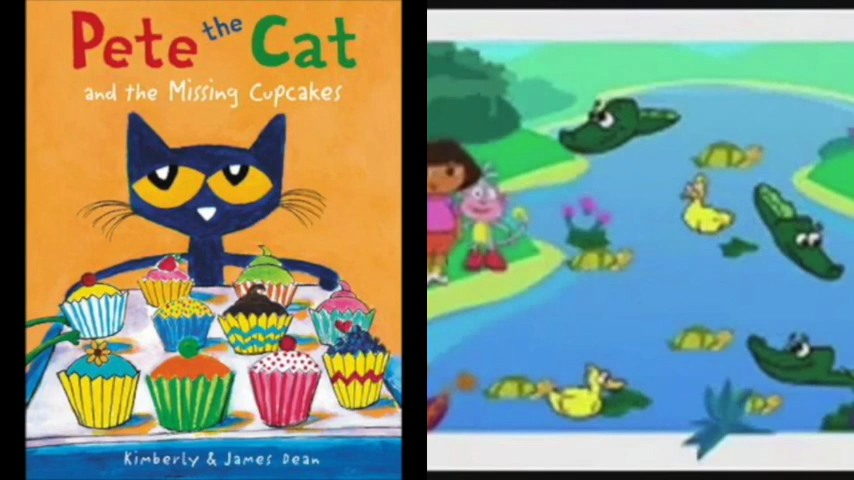 Pete the Cat
and the Missing Cupcakes
Kimberly & James Dean